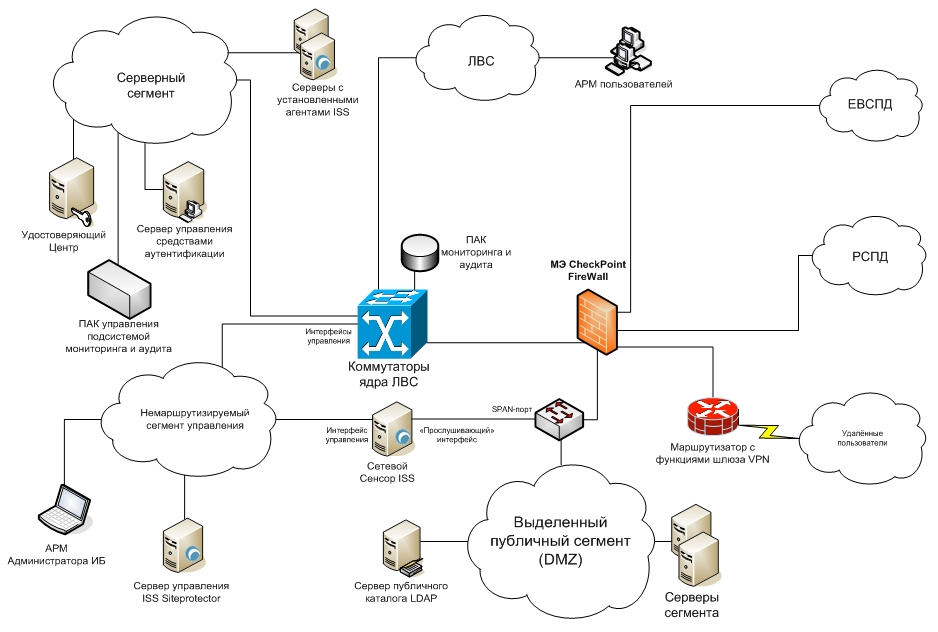 Серверный
сегмент
Серверы с
установленными
агентами ISS
ЛВС
АРМ пользователей
ЕВСПД
Удостоверяющий
Центр
Сервер управления
средствами
аутентификации
ПАК
мониторинга и
аудита
МЭ CheckPoint
FireWall
РСПД
ПАК управления
подсистемой
мониторинга и аудита
Интерфейсы
управления
Коммутаторы
ядра ЛВС
Немаршрутизируемый
сегмент управления
Интерфейс
управления
«Прослушивающий»
интерфейс
SPAN-порт
Сетевой
Сенсор ISS
Маршрутизатор с
функциями шлюза VPN
Удалённые
пользователи
АРМ
Администратора ИБ
Сервер управления
ISS Siteprotector
Сервер публичного
каталога LDAP
Выделенный
публичный сегмент
(DMZ)
Серверы
сегмента